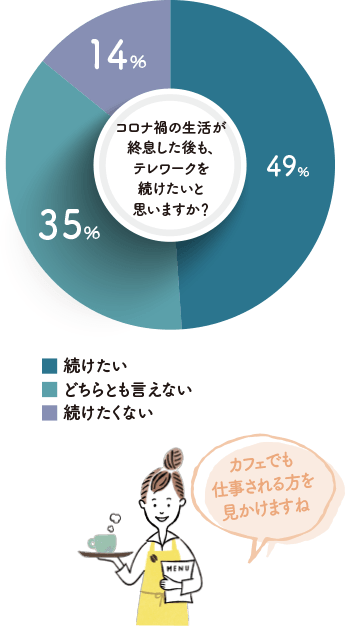 14%
コロナ禍の生活が
終息した後も、
テレワークを
続けたいと
思いますか？
49%
35%
続けたい
どちらとも言えない
続けたくない
カフェでも
仕事される方を
見かけますね
MENU